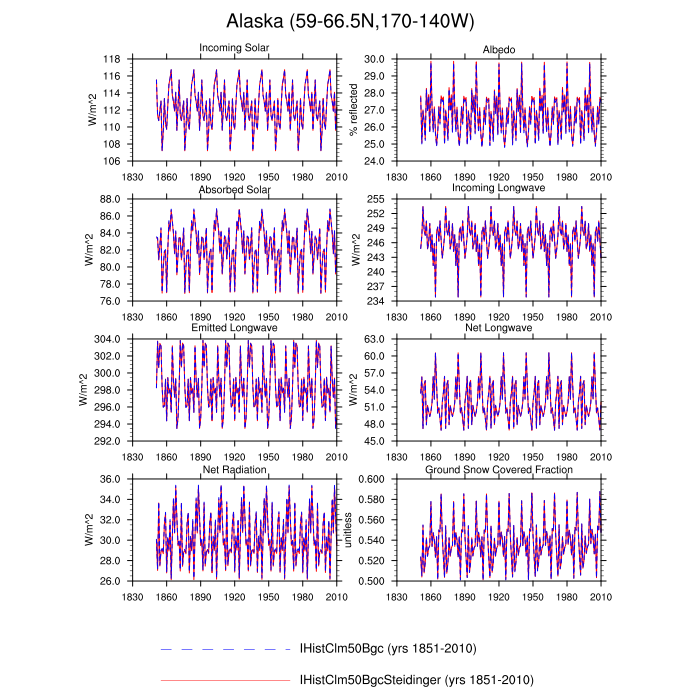 Alaska (59-66.5N,170-140W)
Incoming Solar
W/m^2
118
116
114
112
110
108
106
1830 1860 1890 1920 1950 1980 2010
Albedo
% reflected
30.0
29.0
28.0
27.0
26.0
25.0
24.0
1830 1860 1890 1920 1950 1980 2010
Absorbed Solar
W/m^2
88.0
86.0
84.0
82.0
80.0
78.0
76.0
1830 1860 1890 1920 1950 1980 2010
Incoming Longwave
W/m^2
255
252
249
246
243
240
237
234
1830 1860 1890 1920 1950 1980 2010
Emitted Longwave
W/m^2
304.0
302.0
300.0
298.0
296.0
294.0
292.0
1830 1860 1890 1920 1950 1980 2010
Net Longwave
W/m^2
63.0
60.0
57.0
54.0
51.0
48.0
45.0
1830 1860 1890 1920 1950 1980 2010
Net Radiation
W/m^2
36.0
34.0
32.0
30.0
28.0
26.0
1830 1860 1890 1920 1950 1980 2010
Ground Snow Covered Fraction
unitless
0.600
0.580
0.560
0.540
0.520
0.500
1830 1860 1890 1920 1950 1980 2010
IHistClm50Bgc (yrs 1851-2010)
IHistClm50BgcSteidinger (yrs 1851-2010)